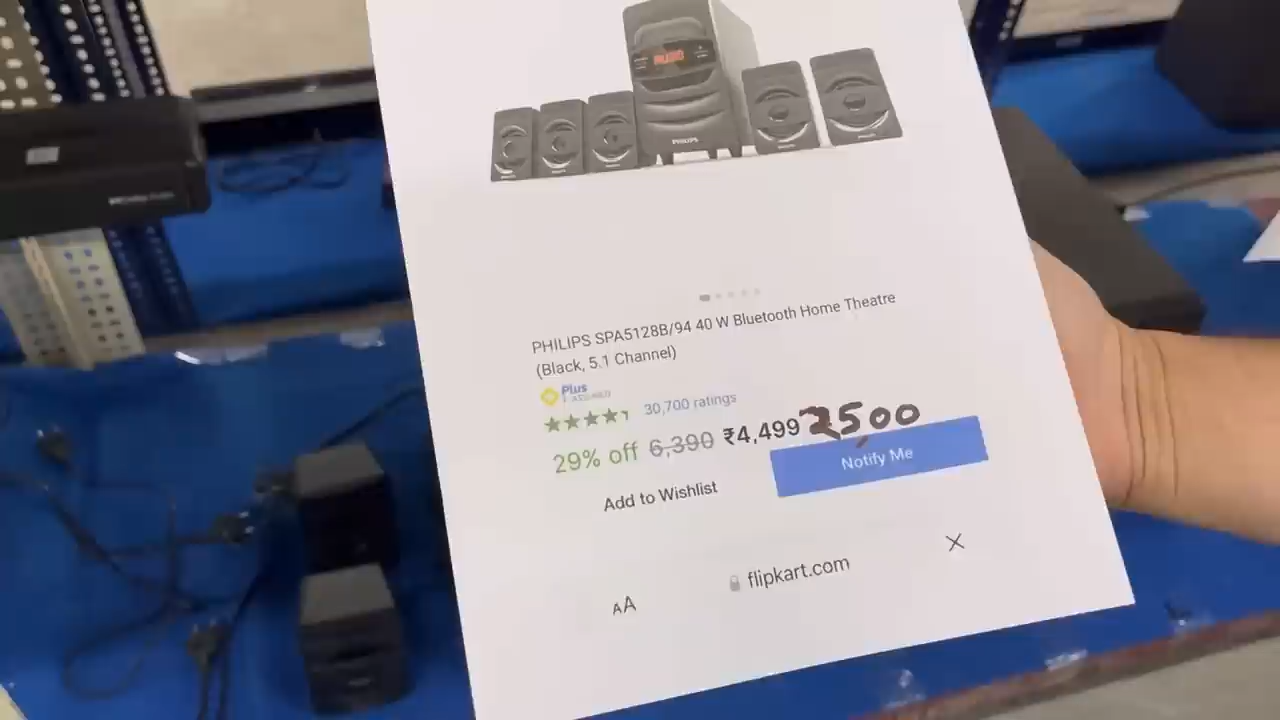 PHILIPS
PHILIPS SPA5128B/94 40 W Bluetooth Home Theatre
(Black, 5.1 Channel)
Plus
30,700 ratings
29% off 6,390 ₹4,499 2500
Notify Me
Add to Wishlist
AA flipkart.com